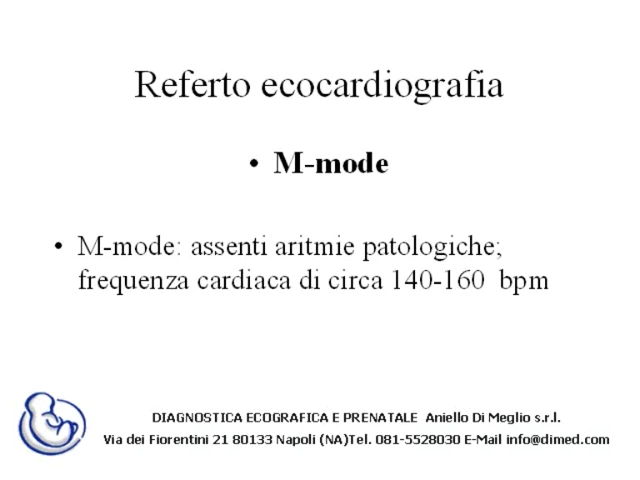 Referto ecocardiografia
• M-mode
• M-mode: assenti aritmie patologiche;
frequenza cardiaca di circa 140-160 bpm
DIAGNOSTICA ECOGRAFICA E PRENATALE Aniello Di Meglio s.r.l.
Via dei Fiorentini 21 80133 Napoli (NA)Tel. 081-5528030 E-Mail info@dimed.com